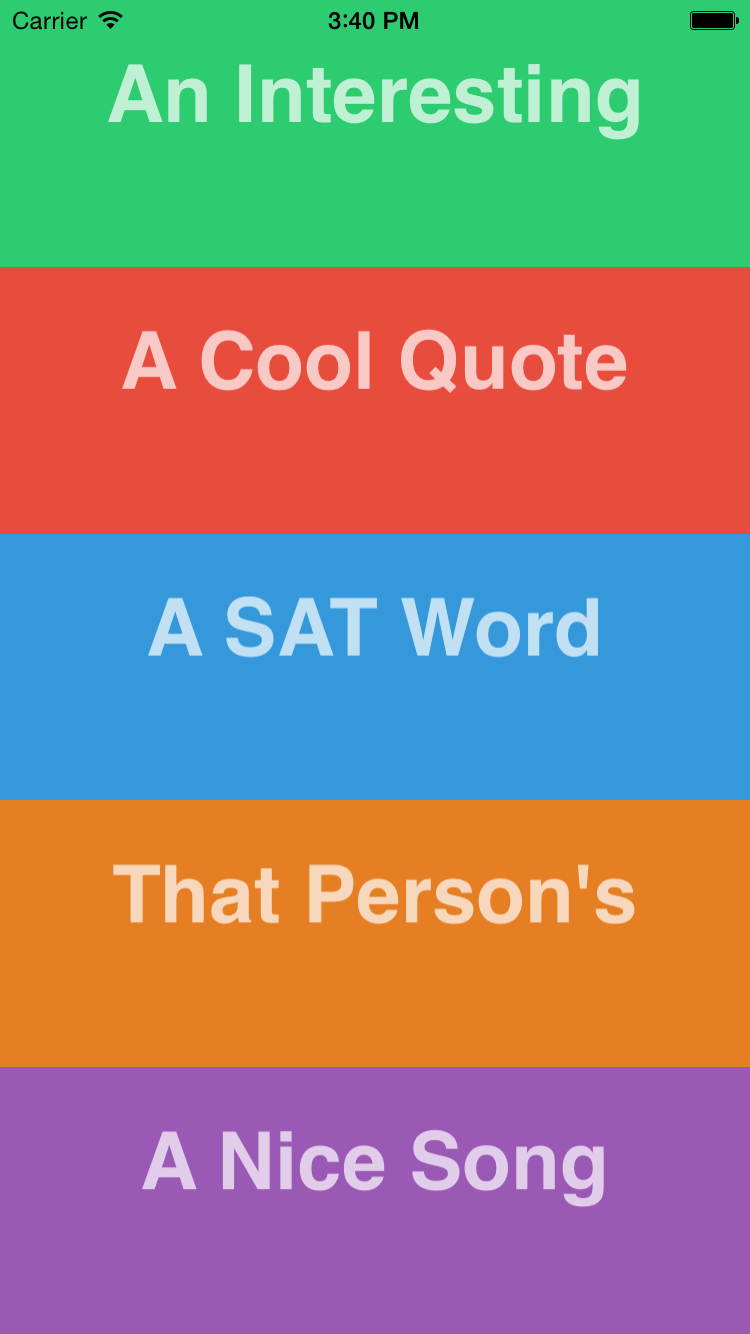 Carrier 3:40 PM
An Interesting
A Cool Quote
A SAT Word
That Person's
A Nice Song